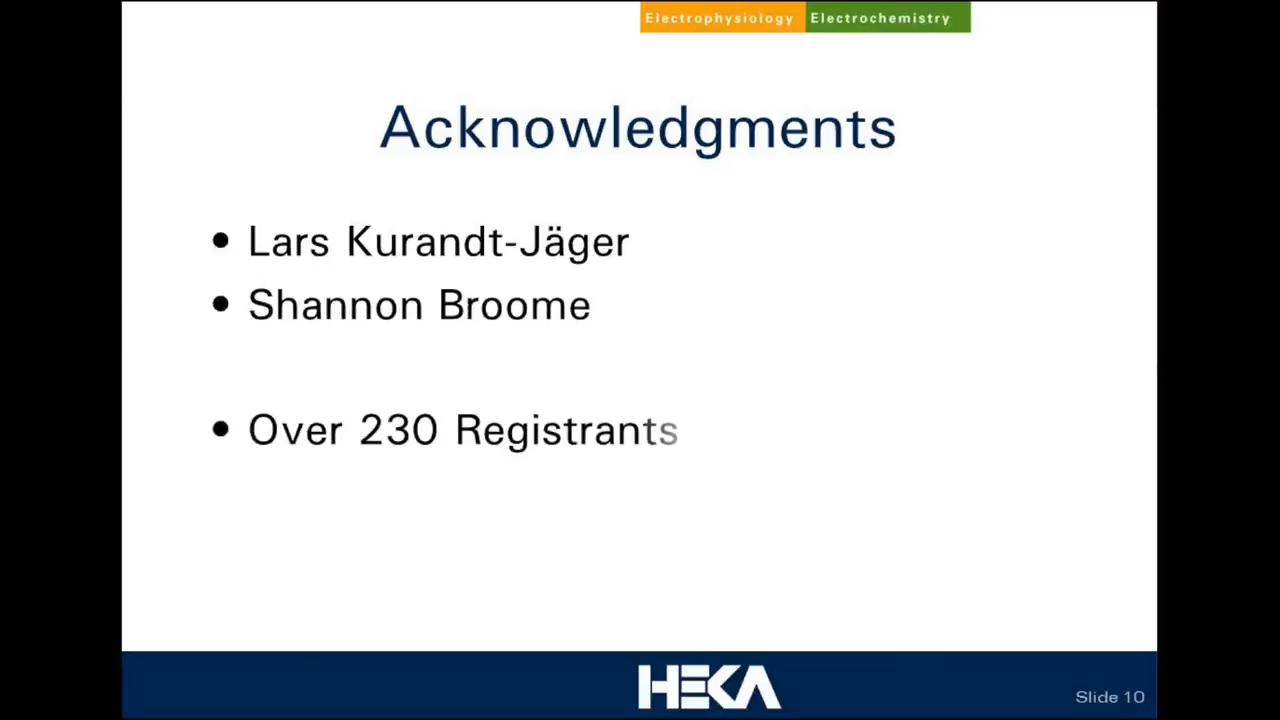 Electrophysiology Electrochemistry
Acknowledgments
• Lars Kurandt-Jäger
• Shannon Broome
• Over 230 Registrants
HEKA
Slide 10